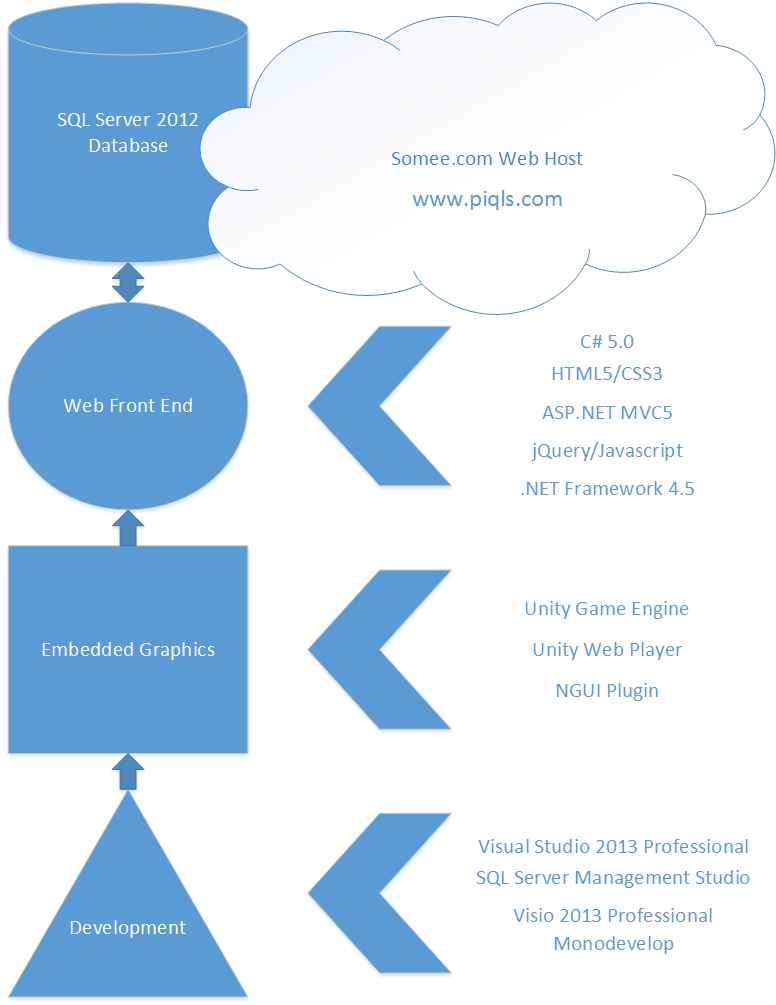 SQL Server 2012
Database
Somee.com Web Host
www.piqls.com
Web Front End
C# 5.0
HTML5/CSS3
ASP.NET MVC5
jQuery/Javascript
.NET Framework 4.5
Embedded Graphics
Unity Game Engine
Unity Web Player
NGUI Plugin
Development
Visual Studio 2013 Professional
SQL Server Management Studio
Visio 2013 Professional
Monodevelop